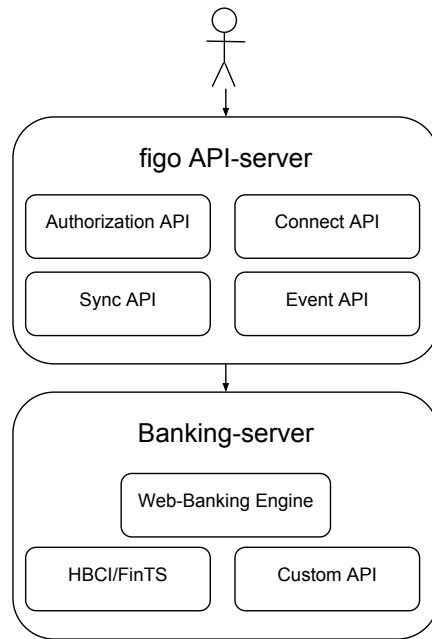 figo API-server
Authorization API
Connect API
Sync API
Event API
Banking-server
Web-Banking Engine
HBCI/FinTS
Custom API